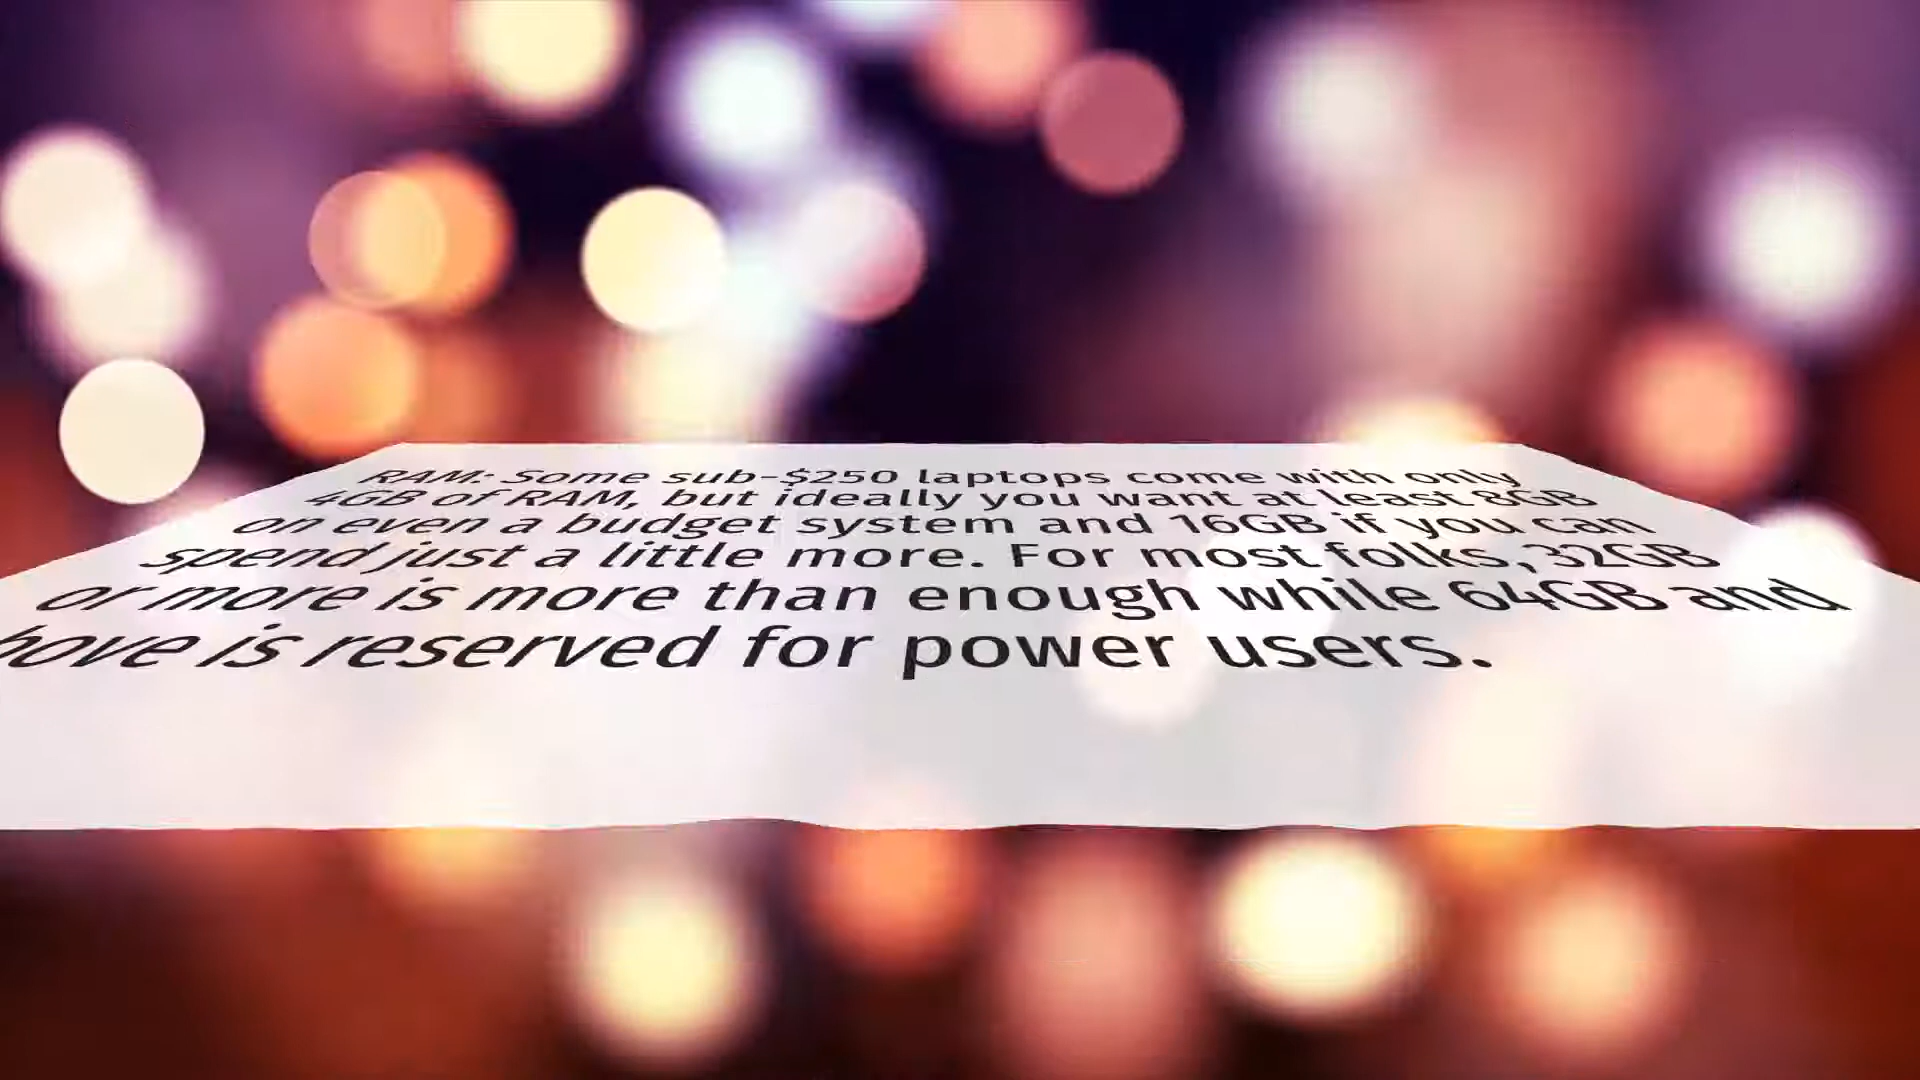 RAM: Some sub-$250 laptops come with only
4GB of RAM, but ideally you want at least 8GB
on even a budget system and 16GB if you can
spend just a little more. For most folks, 32GB
or more is more than enough while 64GB and
bove is reserved for power users.